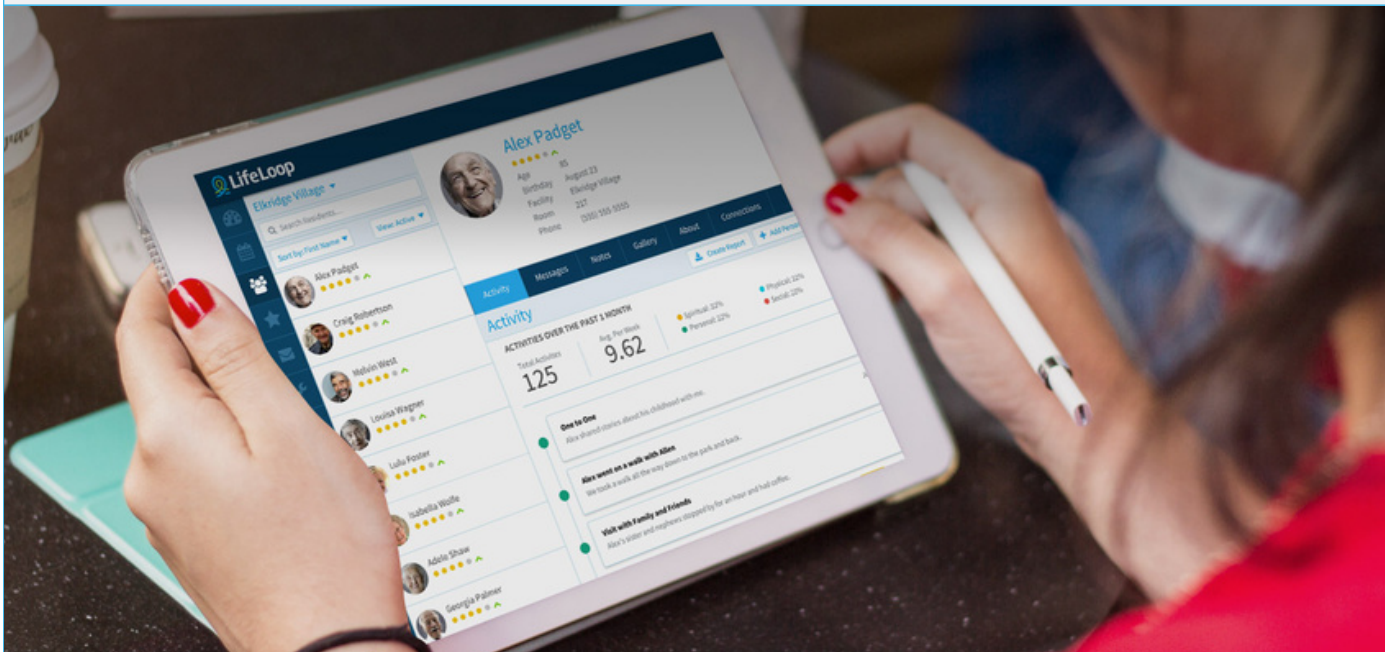 LifeLoop
Elkridge Village
Search Residents...
Sort by: First Name
View: Active
Alex Padget
Craig Robertson
Melvin West
Louisa Wagner
Lulu Foster
Isabella Wolfe
Adele Shaw
Georgia Palmer
Alex Padget
Age 85
Birthday August 23
Facility Elkridge Village
Room 217
Phone (555) 555-5555
Activity Messages Notes Gallery About Connections
Create Report
Add Person
Activity
ACTIVITIES OVER THE PAST 1 MONTH
Total Activities
125
Avg. Per Week
9.62
Spiritual: 22%
Personal: 22%
Physical: 22%
Social: 22%
One to One
Alex shared stories about his childhood with me.
Alex went on a walk with Allen
We took a walk all the way down to the park and back.
Visit with Family and Friends
Alex's sister and nephews stopped by for an hour and had coffee.